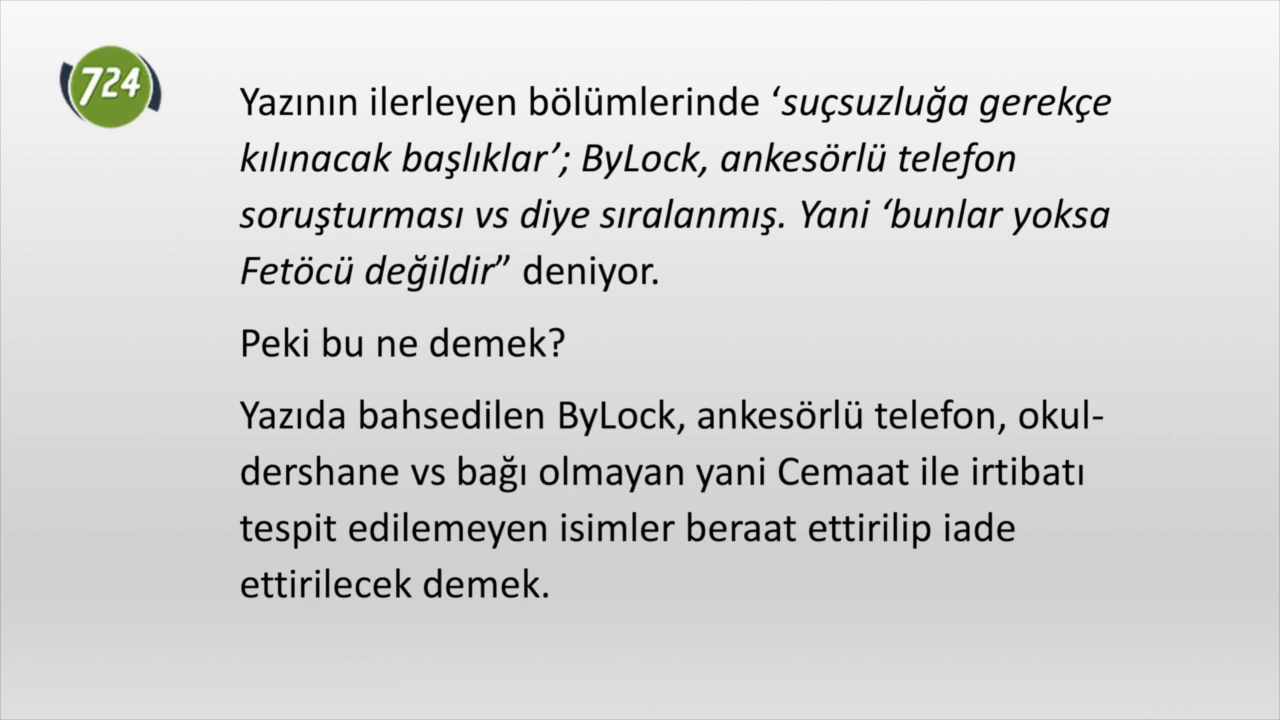 724
Yazının ilerleyen bölümlerinde ‘suçsuzluğa gerekçe
kılınacak başlıklar’; ByLock, ankesörlü telefon
soruşturması vs diye sıralanmış. Yani ‘bunlar yoksa
Fetöcü değildir” deniyor.
Peki bu ne demek?
Yazıda bahsedilen ByLock, ankesörlü telefon, okul-
dershane vs bağı olmayan yani Cemaat ile irtibatı
tespit edilemeyen isimler beraat ettirilip iade
ettirilecek demek.